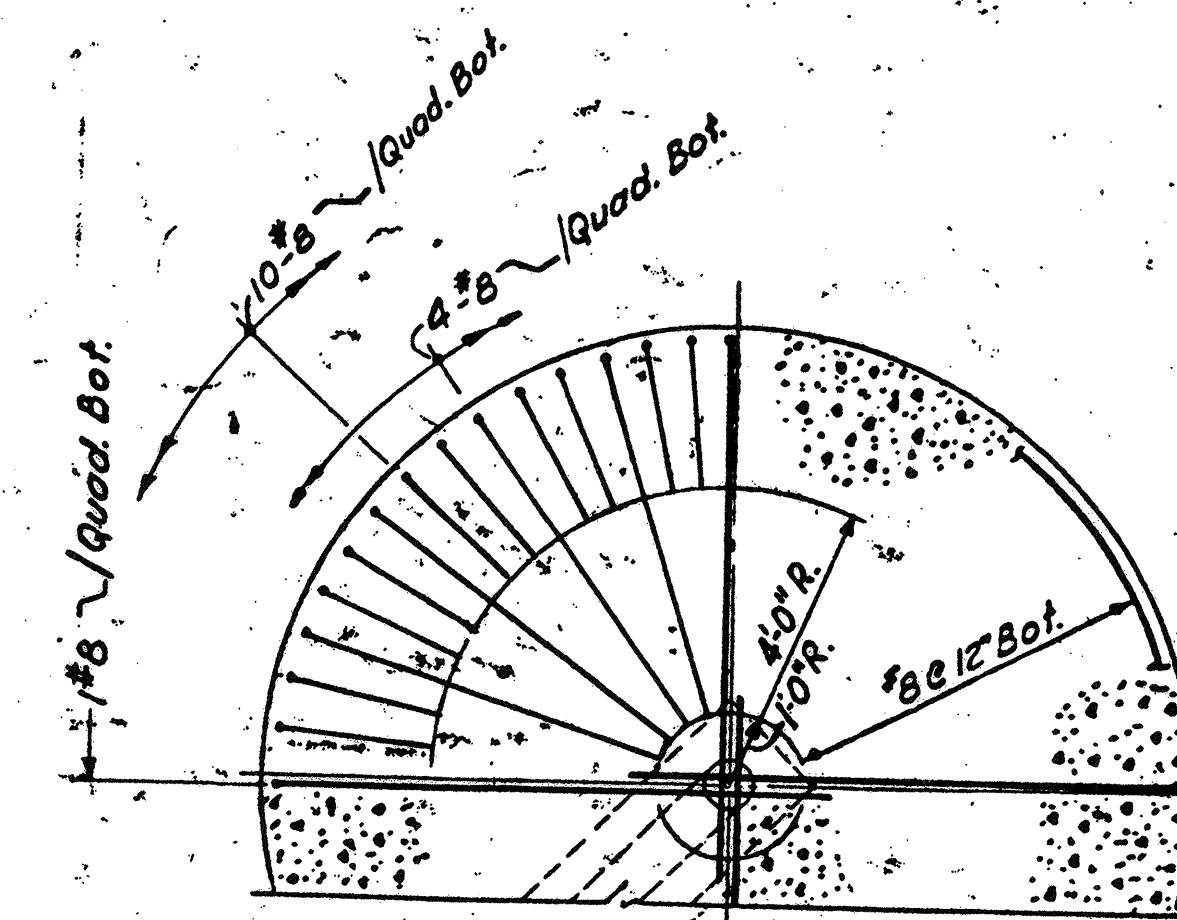 10-#8 /Quad. Bot.
4-#8 /Quad. Bot.
1#8 /Quad. Bot.
4'-0" R.
1'-0" R.
#8 @ 12" Bot.